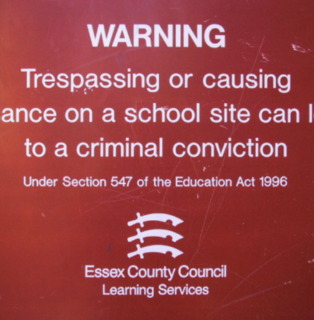 WARNING
Trespassing or causing
ance on a school site can l
to a criminal conviction
Under Section 547 of the Education Act 1996
Essex County Council
Learning Services